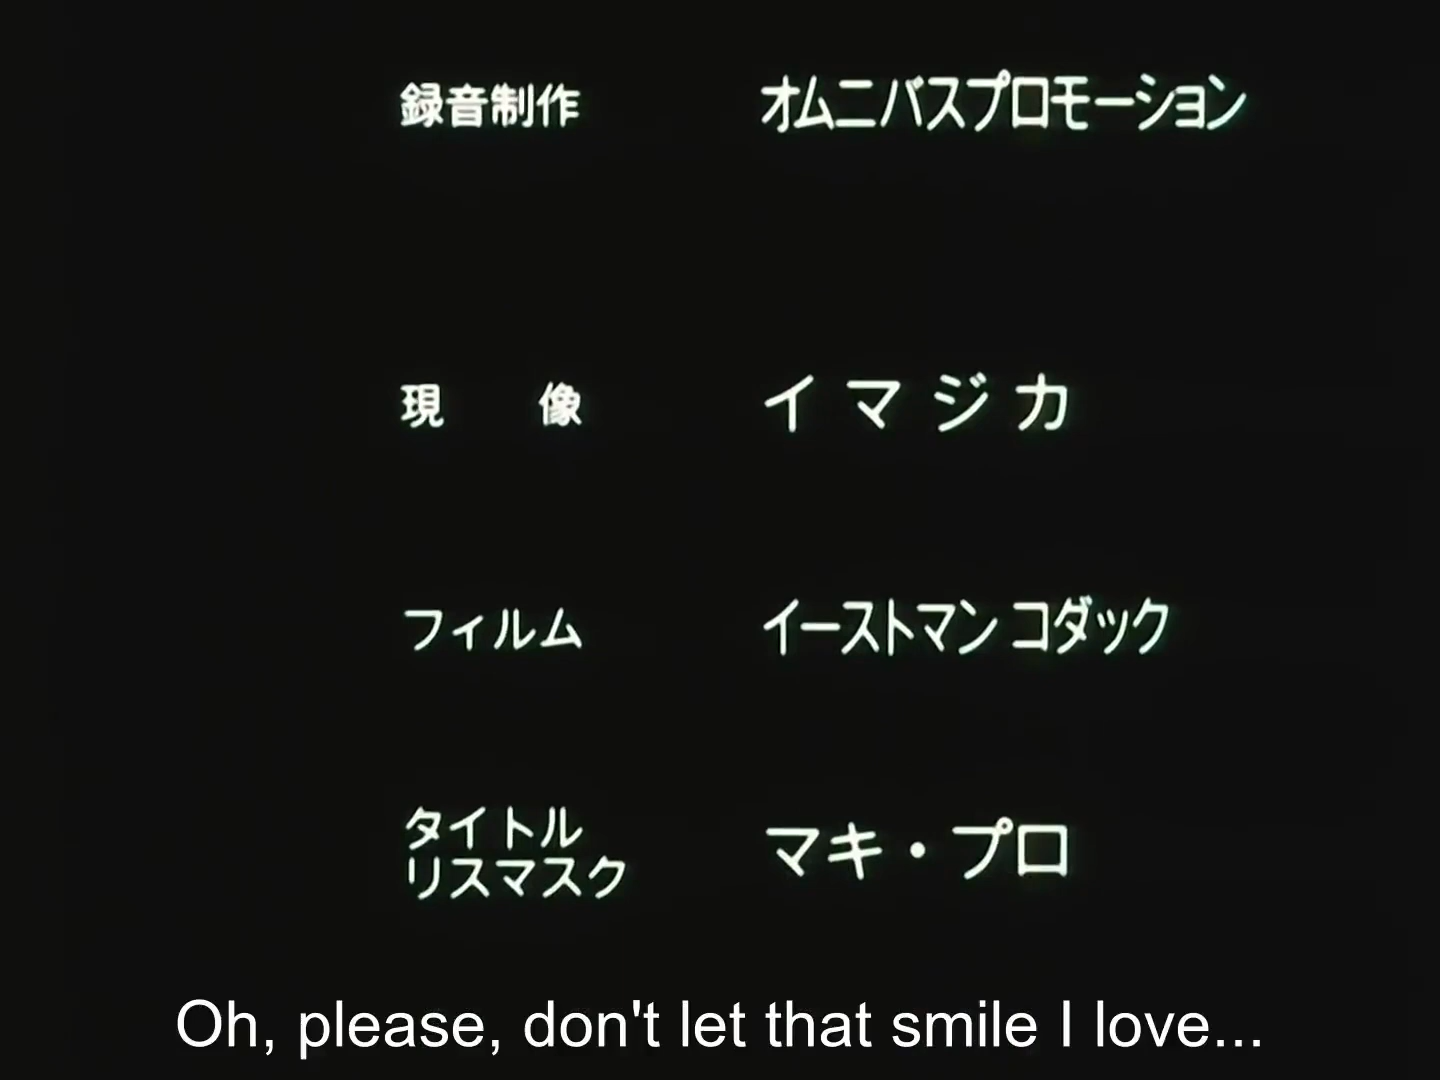 録音制作 オムニバスプロモーション
現 像 イマジカ
フィルム イーストマン コダック
タイトル
リスマスク マキ・プロ
Oh, please, don't let that smile I love...